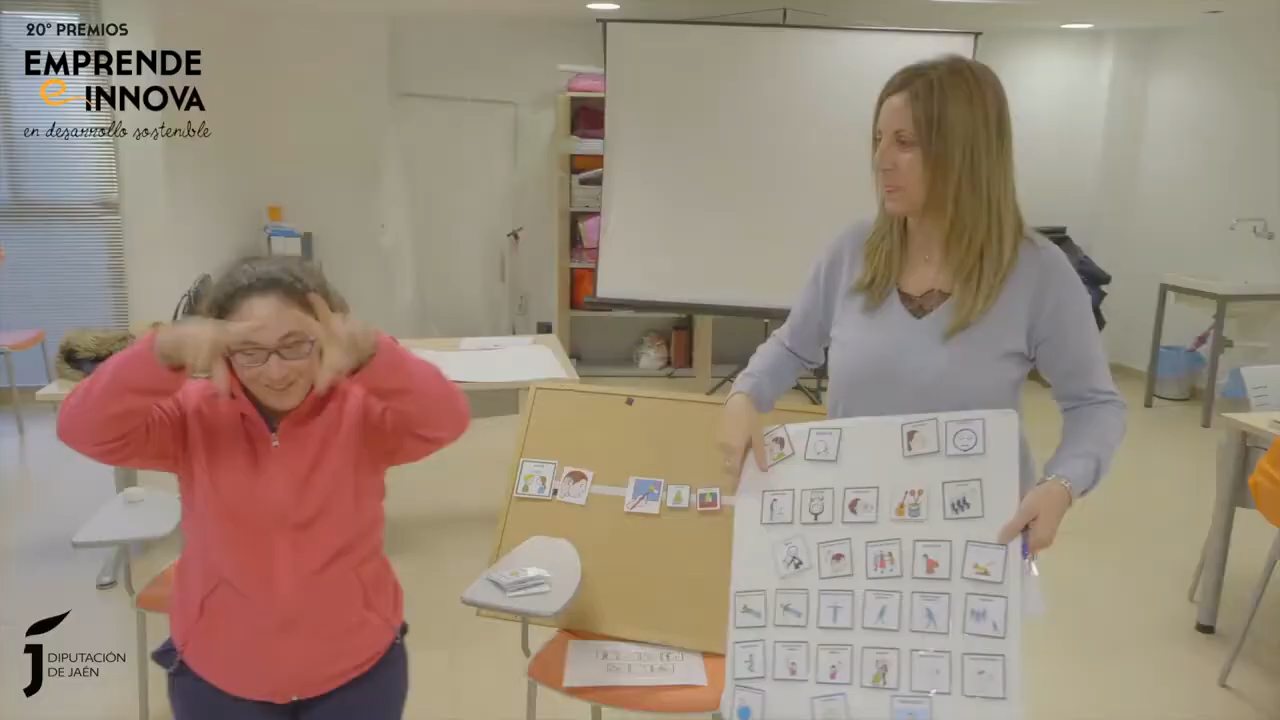 20º PREMIOS
EMPRENDE
e INNOVA
en desarrollo sostenible
DIPUTACIÓN
DE JAÉN